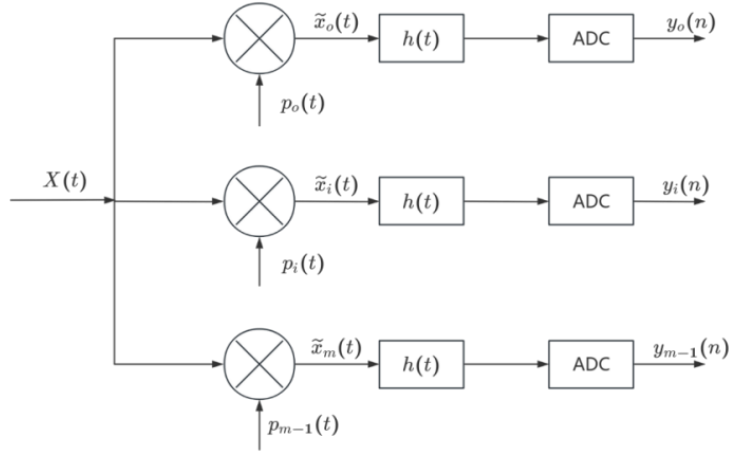 x̃ₒ(t) h(t) ADC yₒ(n)
pₒ(t)
X(t) x̃ᵢ(t) h(t) ADC yᵢ(n)
pᵢ(t)
x̃ₘ(t) h(t) ADC yₘ₋₁(n)
pₘ₋₁(t)